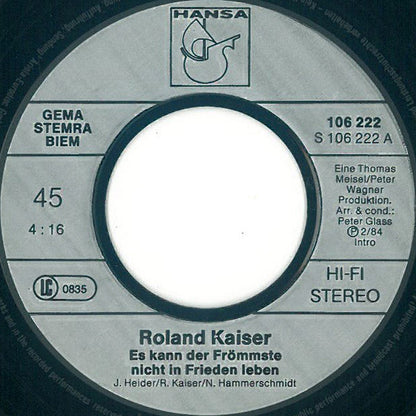 HANSA
GEMA
STEMRA
BIEM
106 222
S 106 222 A
45
4:16
Eine Thomas
Meisel/Peter
Wagner
Produktion.
Arr. & cond.:
Peter Glass
Ⓟ 2/84
Intro
LC 0835
HI-FI
STEREO
Roland Kaiser
Es kann der Frömmste
nicht in Frieden leben
J. Heider/R. Kaiser/N. Hammerschmidt